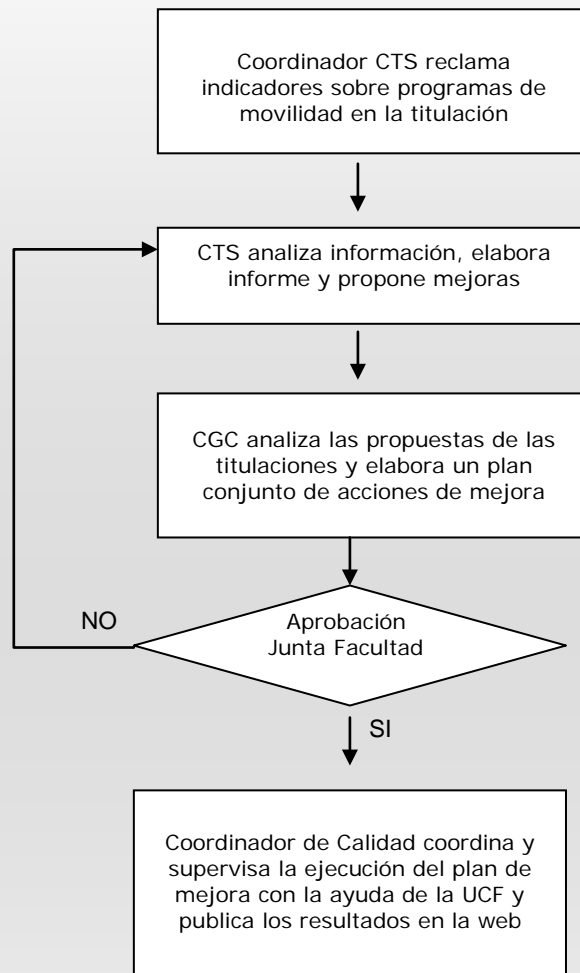 Coordinador CTS reclama
indicadores sobre programas de
movilidad en la titulación
CTS analiza información, elabora
informe y propone mejoras
CGC analiza las propuestas de las
titulaciones y elabora un plan
conjunto de acciones de mejora
NO
Aprobación
Junta Facultad
SI
Coordinador de Calidad coordina y
supervisa la ejecución del plan de
mejora con la ayuda de la UCF y
publica los resultados en la web